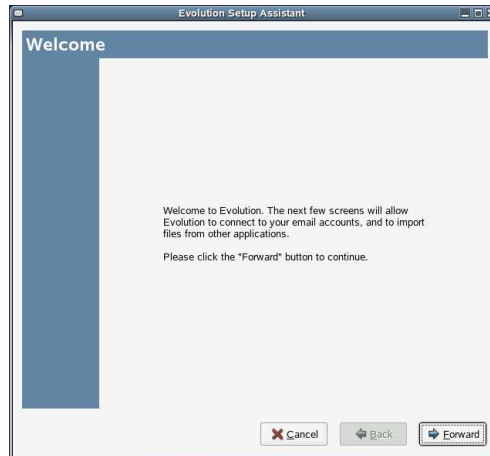 Evolution Setup Assistant
Welcome
Welcome to Evolution. The next few screens will allow
Evolution to connect to your email accounts, and to import
files from other applications.
Please click the "Forward" button to continue.
Cancel
Back
Forward